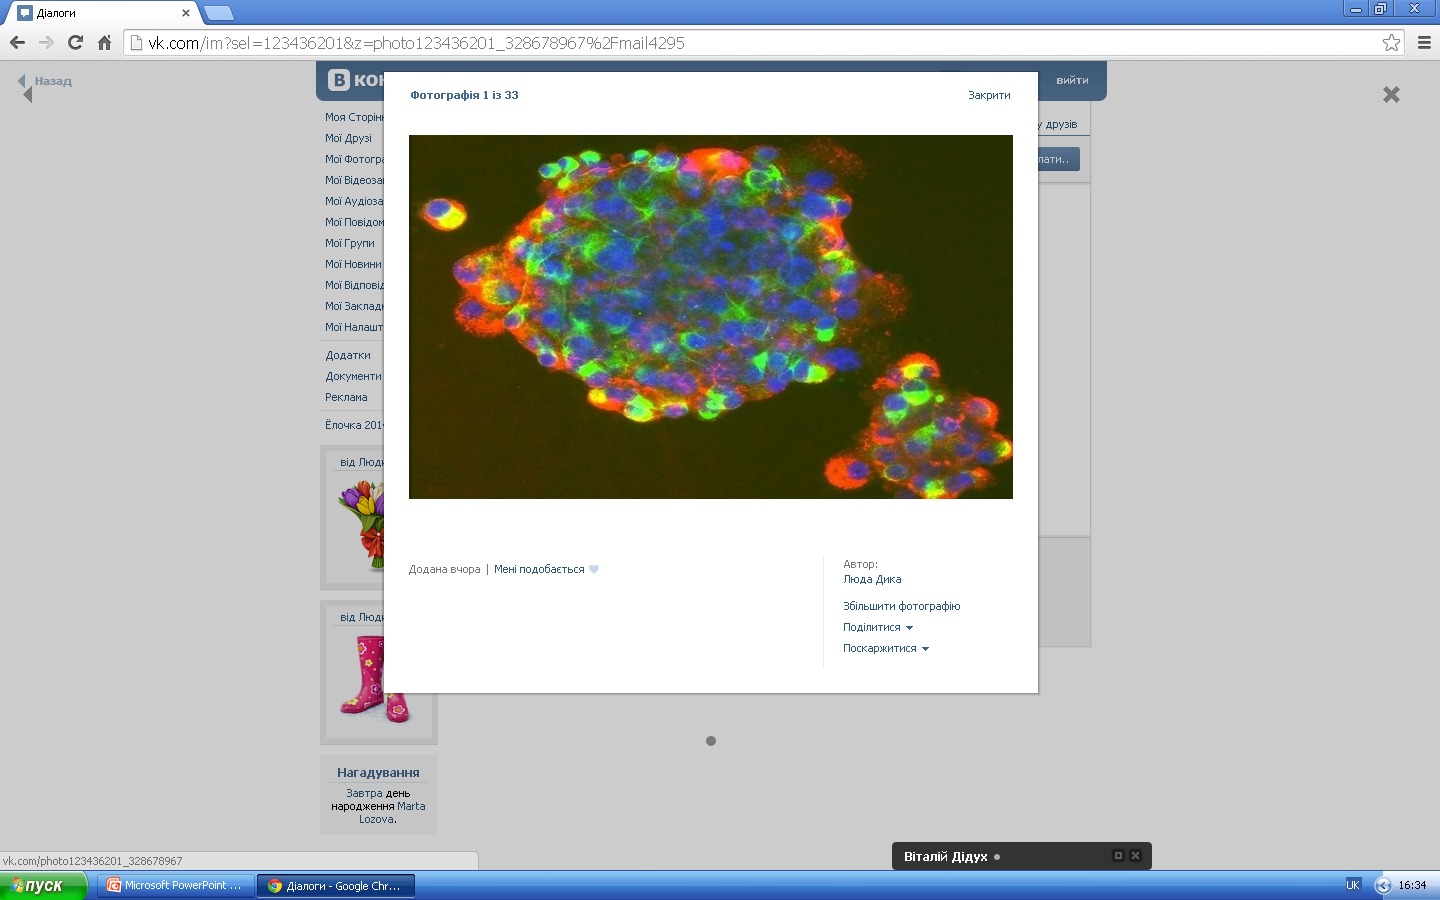 Діалоги
vk.com/im?sel=123436201&z=photo123436201_328678967%2Fmail4295
Назад
В
вийти
Фотографія 1 із 33
Закрити
Моя Сторін
Мої Друзі
Мої Фотогра
Мої Відеоза
Мої Аудіоза
Мої Повідом
Мої Групи
Мої Новини
Мої Відповід
Мої Заклад
Мої Налашт
Додатки
Документи
Реклама
Ёлочка 201
у друзів
лати..
від Люд
від Люд
Додана вчора | Мені подобається
Автор:
Люда Дика
Збільшити фотографію
Поділитися
Поскаржитися
Нагадування
Завтра день
народження Marta
Lozova.
vk.com/photo123436201_328678967
Віталій Дідух
пуск
Microsoft PowerPoint ...
Діалоги - Google Chr...
UK
16:34